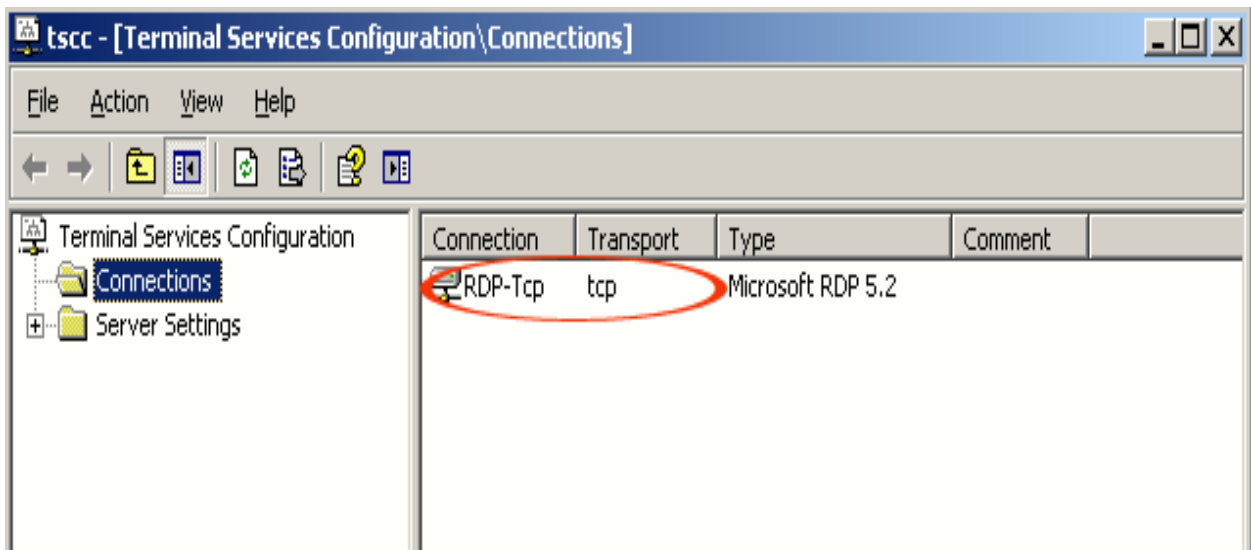 tscc - [Terminal Services Configuration\Connections]
File Action View Help
Terminal Services Configuration
Connections
Server Settings
Connection Transport Type Comment
RDP-Tcp tcp Microsoft RDP 5.2